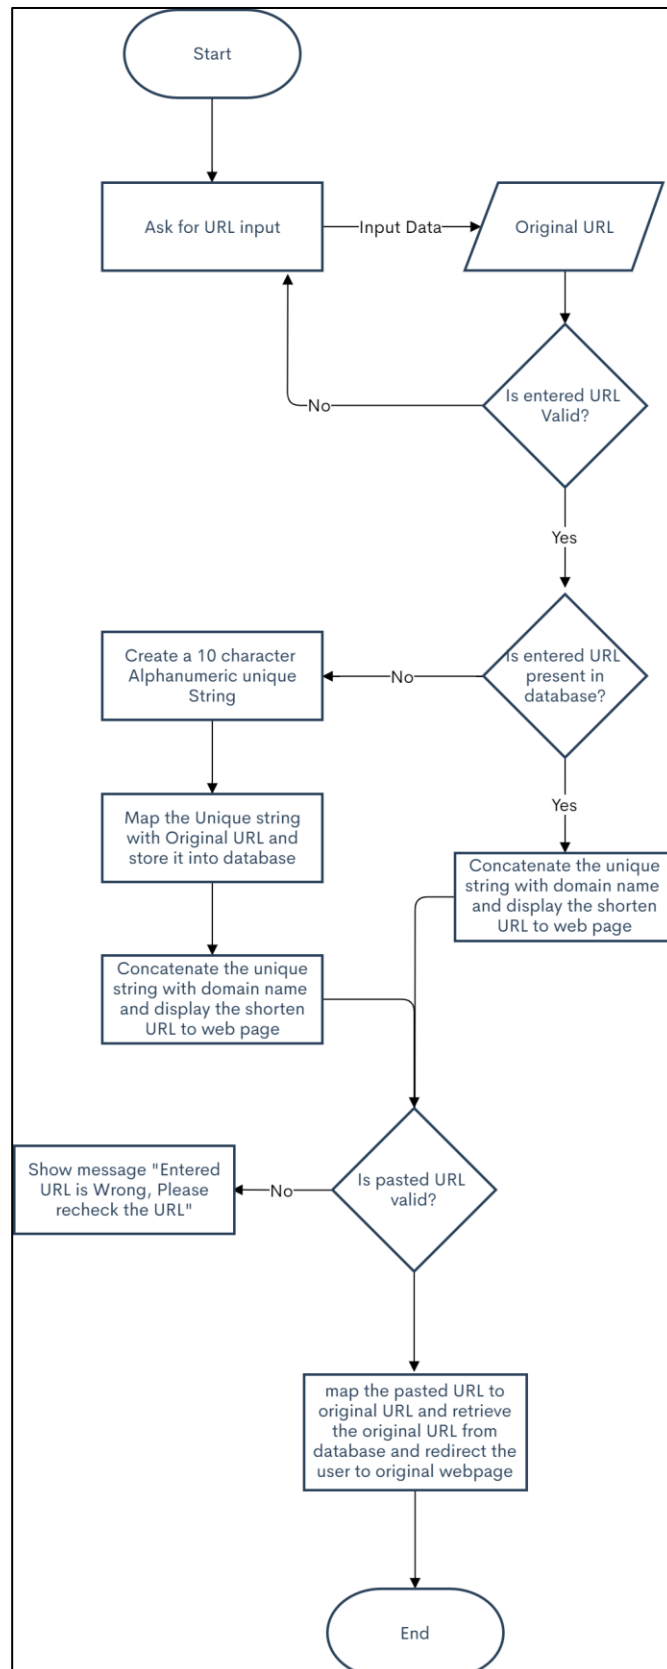 Start
Ask for URL input
Input Data
Original URL
Is entered URL
Valid?
No
Yes
Is entered URL
present in
database?
No
Create a 10 character
Alphanumeric unique
String
Yes
Map the Unique string
with Original URL and
store it into database
Concatenate the unique
string with domain name
and display the shorten
URL to web page
Concatenate the unique
string with domain name
and display the shorten
URL to web page
Is pasted URL
valid?
No
Show message "Entered
URL is Wrong, Please
recheck the URL"
map the pasted URL to
original URL and retrieve
the original URL from
database and redirect the
user to original webpage
End